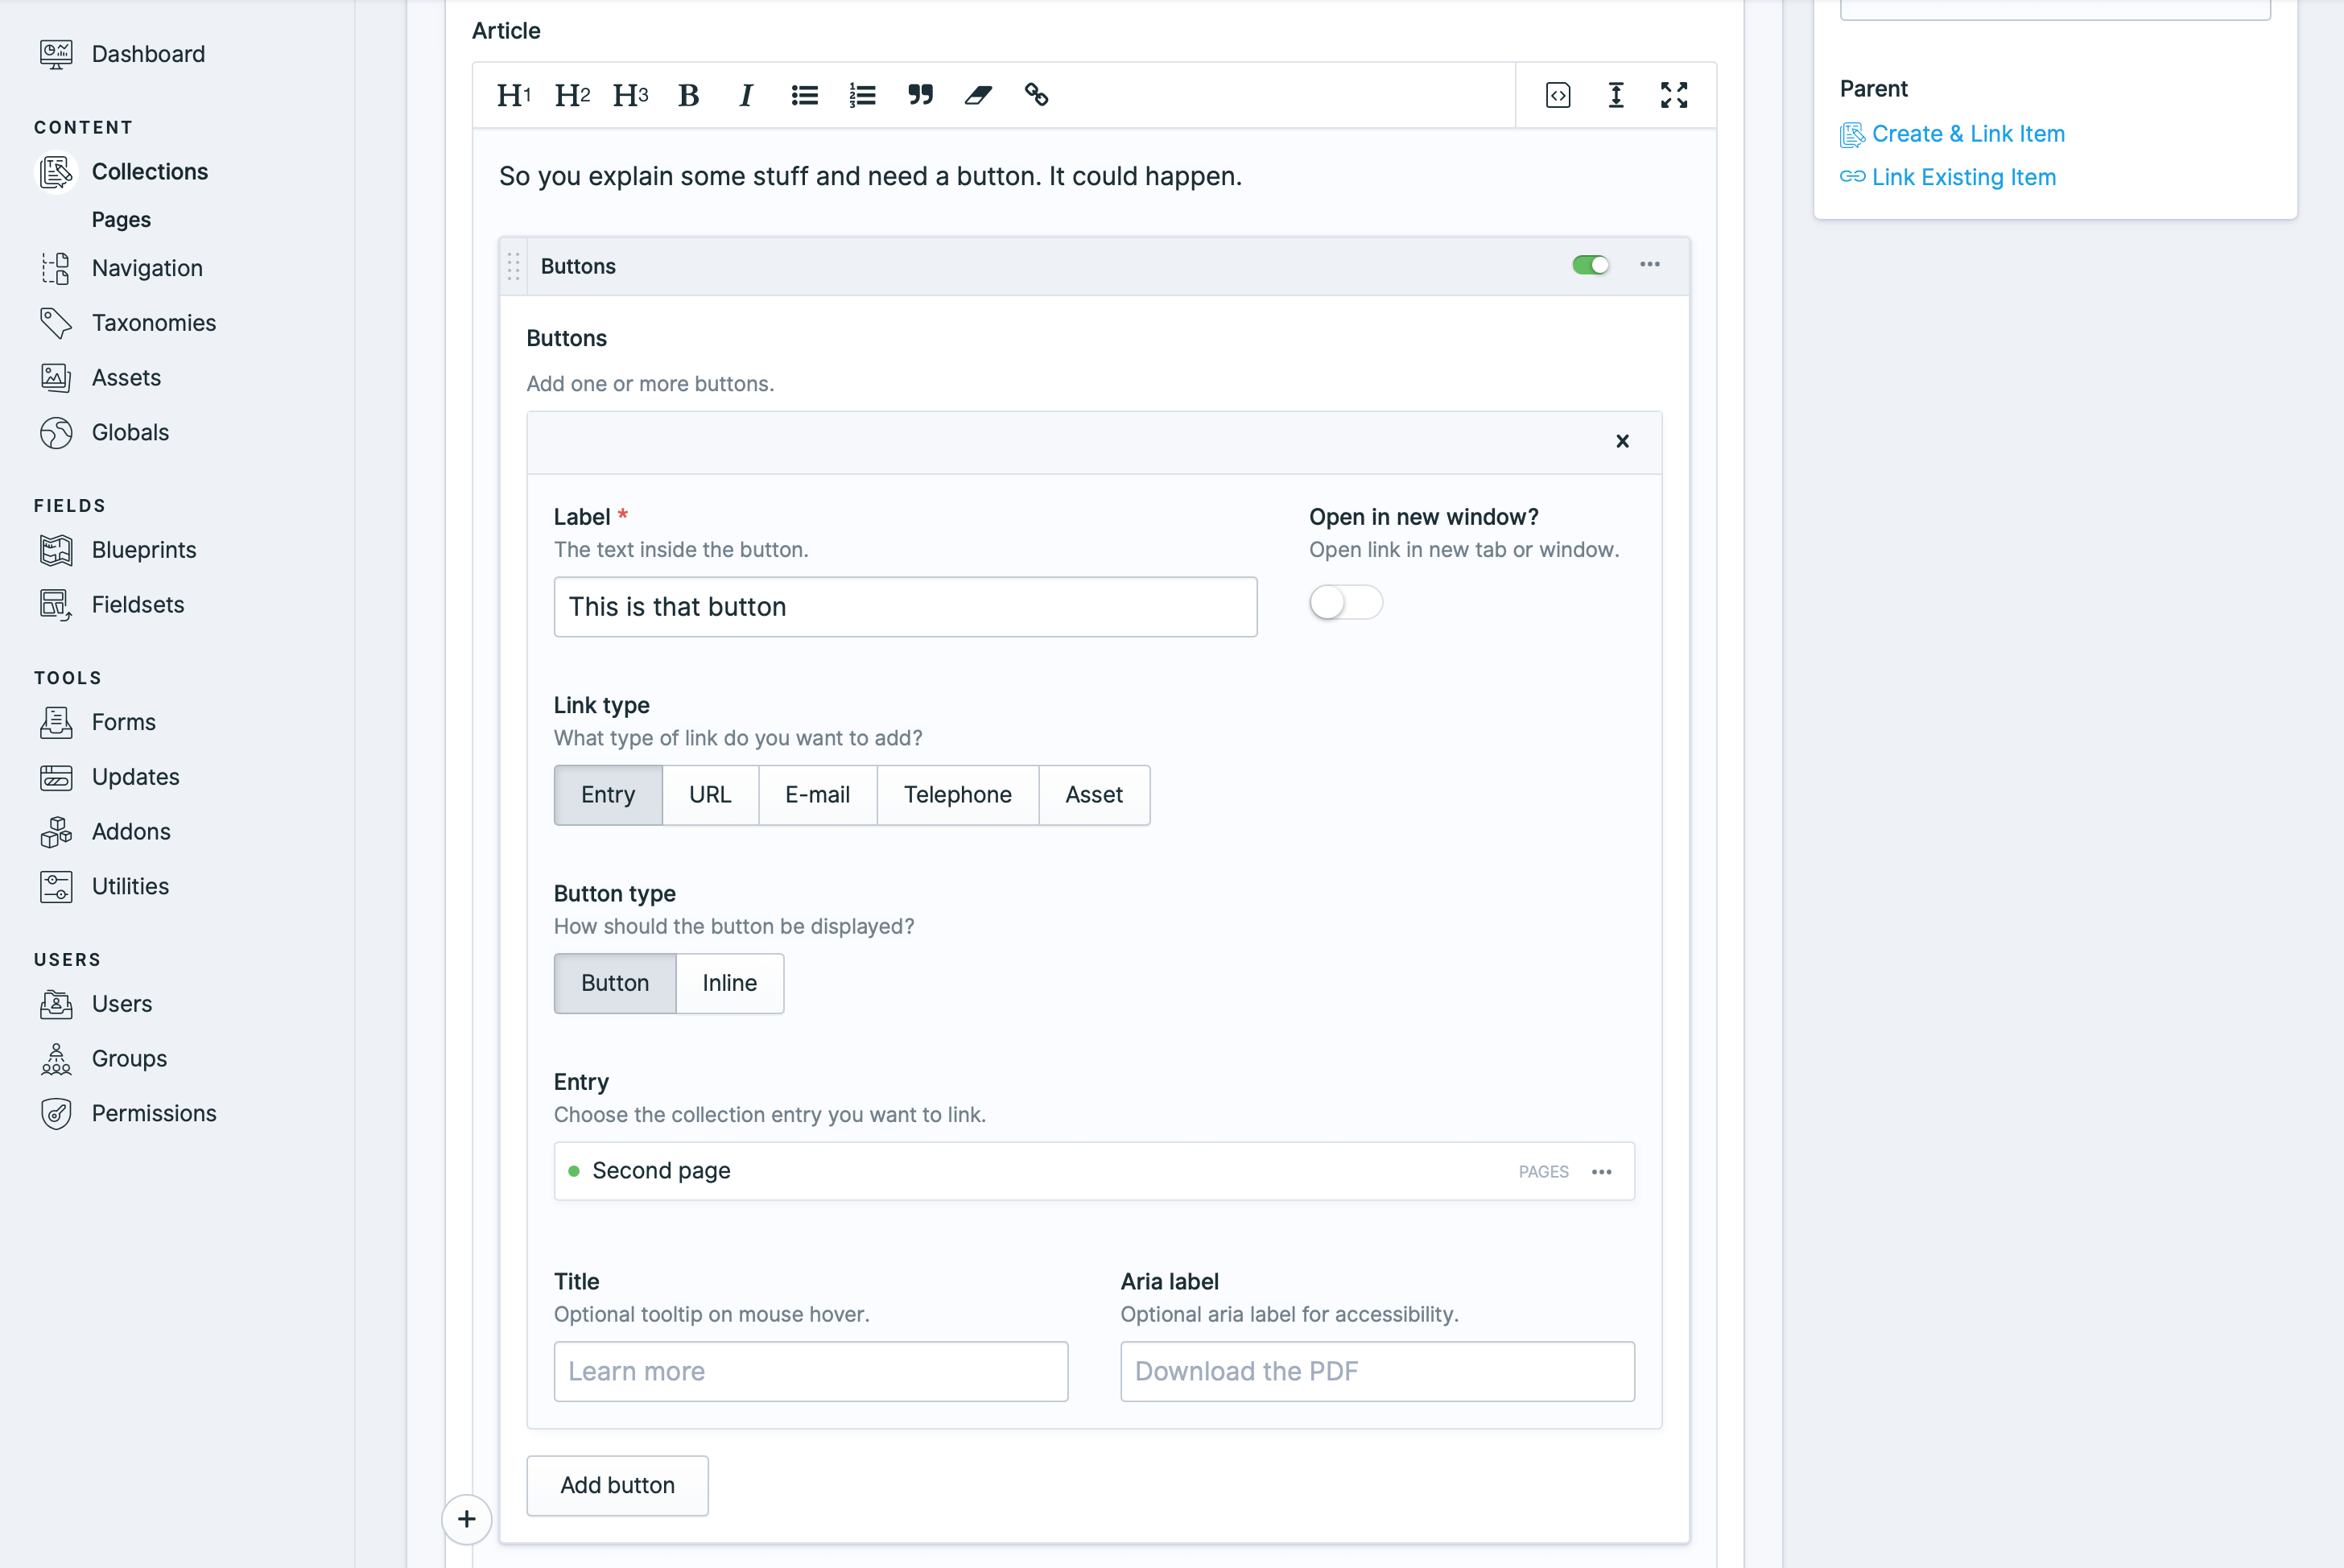 Dashboard
CONTENT
Collections
Pages
Navigation
Taxonomies
Assets
Globals
FIELDS
Blueprints
Fieldsets
TOOLS
Forms
Updates
Addons
Utilities
USERS
Users
Groups
Permissions
Article
H1 H2 H3 B I
So you explain some stuff and need a button. It could happen.
Buttons
Buttons
Add one or more buttons.
Label *
The text inside the button.
This is that button
Open in new window?
Open link in new tab or window.
Link type
What type of link do you want to add?
Entry URL E-mail Telephone Asset
Button type
How should the button be displayed?
Button Inline
Entry
Choose the collection entry you want to link.
Second page PAGES
Title
Optional tooltip on mouse hover.
Learn more
Aria label
Optional aria label for accessibility.
Download the PDF
Add button
Parent
Create & Link Item
Link Existing Item